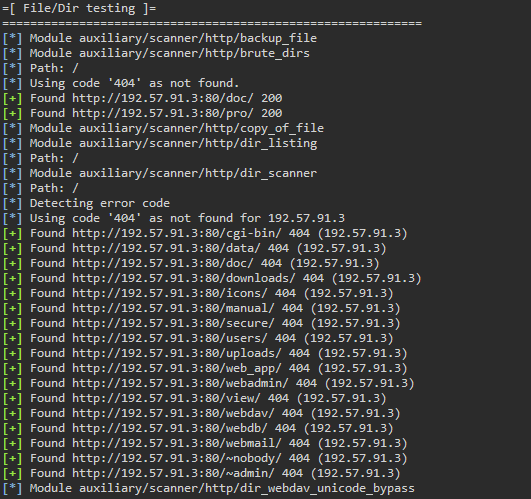 =[ File/Dir testing ]=
============================================================
[*] Module auxiliary/scanner/http/backup_file
[*] Module auxiliary/scanner/http/brute_dirs
[*] Path: /
[*] Using code '404' as not found.
[+] Found http://192.57.91.3:80/doc/ 200
[+] Found http://192.57.91.3:80/pro/ 200
[*] Module auxiliary/scanner/http/copy_of_file
[*] Module auxiliary/scanner/http/dir_listing
[*] Path: /
[*] Module auxiliary/scanner/http/dir_scanner
[*] Path: /
[*] Detecting error code
[*] Using code '404' as not found for 192.57.91.3
[+] Found http://192.57.91.3:80/cgi-bin/ 404 (192.57.91.3)
[+] Found http://192.57.91.3:80/data/ 404 (192.57.91.3)
[+] Found http://192.57.91.3:80/doc/ 404 (192.57.91.3)
[+] Found http://192.57.91.3:80/downloads/ 404 (192.57.91.3)
[+] Found http://192.57.91.3:80/icons/ 404 (192.57.91.3)
[+] Found http://192.57.91.3:80/manual/ 404 (192.57.91.3)
[+] Found http://192.57.91.3:80/secure/ 404 (192.57.91.3)
[+] Found http://192.57.91.3:80/users/ 404 (192.57.91.3)
[+] Found http://192.57.91.3:80/uploads/ 404 (192.57.91.3)
[+] Found http://192.57.91.3:80/web_app/ 404 (192.57.91.3)
[+] Found http://192.57.91.3:80/webadmin/ 404 (192.57.91.3)
[+] Found http://192.57.91.3:80/view/ 404 (192.57.91.3)
[+] Found http://192.57.91.3:80/webdav/ 404 (192.57.91.3)
[+] Found http://192.57.91.3:80/webdb/ 404 (192.57.91.3)
[+] Found http://192.57.91.3:80/webmail/ 404 (192.57.91.3)
[+] Found http://192.57.91.3:80/~nobody/ 404 (192.57.91.3)
[+] Found http://192.57.91.3:80/~admin/ 404 (192.57.91.3)
[*] Module auxiliary/scanner/http/dir_webdav_unicode_bypass